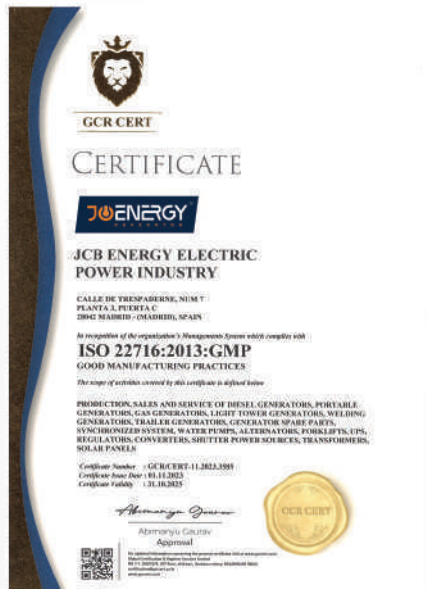 GCR CERT
CERTIFICATE
JCBENERGY
GENERATOR
JCB ENERGY ELECTRIC
POWER INDUSTRY
CALLE DE TRESPADERNE, NUM 7
PLANTA 3, PUERTA C
28042 MADRID - (MADRID), SPAIN
In recognition of the organization's Managements System which complies with
ISO 22716:2013:GMP
GOOD MANUFACTURING PRACTICES
The scope of activities covered by this certificate is defined below
PRODUCTION, SALES AND SERVICE OF DIESEL GENERATORS, PORTABLE
GENERATORS, GAS GENERATORS, LIGHT TOWER GENERATORS, WELDING
GENERATORS, TRAILER GENERATORS, GENERATOR SPARE PARTS,
SYNCHRONIZED SYSTEM, WATER PUMPS, ALTERNATORS, FORKLIFTS, UPS,
REGULATORS, CONVERTERS, SHUTTER POWER SOURCES, TRANSFORMERS,
SOLAR PANELS
Certificate Number : GCR/CERT-11.2023.3595
Certificate Issue Date : 01.11.2023
Certificate Validity : 31.10.2025
Abrmanyu Gaurav
Abrmanyu Gaurav
Approval
GCR CERT